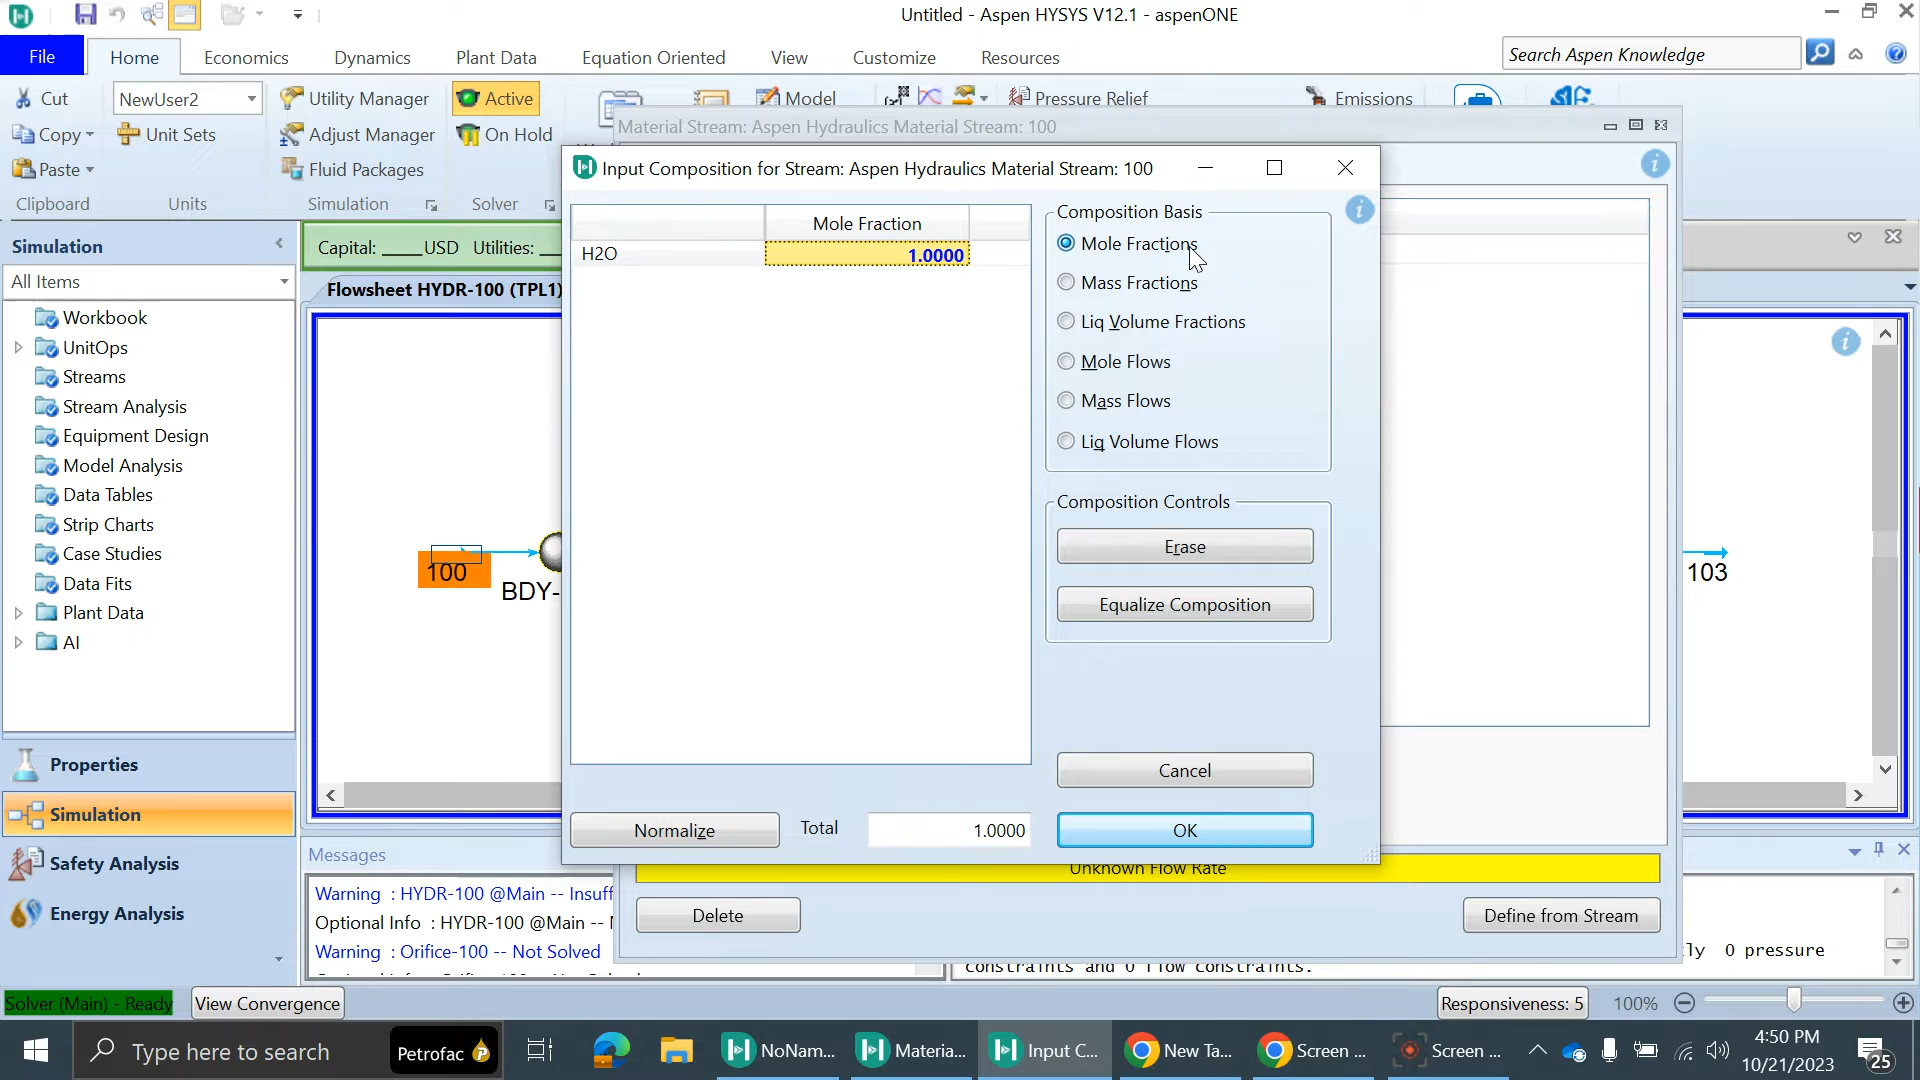 Untitled - Aspen HYSYS V12.1 - aspenONE
File
Home
Economics
Dynamics
Plant Data
Equation Oriented
View
Customize
Resources
Search Aspen Knowledge
Cut
Copy
Paste
Clipboard
NewUser2
Unit Sets
Units
Utility Manager
Adjust Manager
Fluid Packages
Simulation
Active
On Hold
Solver
Model
Pressure Relief
Emissions
Material Stream: Aspen Hydraulics Material Stream: 100
Input Composition for Stream: Aspen Hydraulics Material Stream: 100
Mole Fraction
H2O
1.0000
Composition Basis
Mole Fractions
Mass Fractions
Liq Volume Fractions
Mole Flows
Mass Flows
Liq Volume Flows
Composition Controls
Erase
Equalize Composition
Cancel
OK
Normalize
Total
1.0000
Unknown Flow Rate
Delete
Define from Stream
Simulation
All Items
Workbook
UnitOps
Streams
Stream Analysis
Equipment Design
Model Analysis
Data Tables
Strip Charts
Case Studies
Data Fits
Plant Data
AI
Properties
Simulation
Safety Analysis
Energy Analysis
Capital: _____USD Utilities:
Flowsheet HYDR-100 (TPL1)
100
BDY-
103
Messages
Warning : HYDR-100 @Main -- Insuff
Optional Info : HYDR-100 @Main --
Warning : Orifice-100 -- Not Solved
ly 0 pressure
constraints and 0 flow constraints.
Solver (Main) - Ready
View Convergence
Responsiveness: 5
100%
Type here to search
Petrofac
NoNam...
Materia...
Input C...
New Ta...
Screen ...
Screen ...
4:50 PM
10/21/2023
25